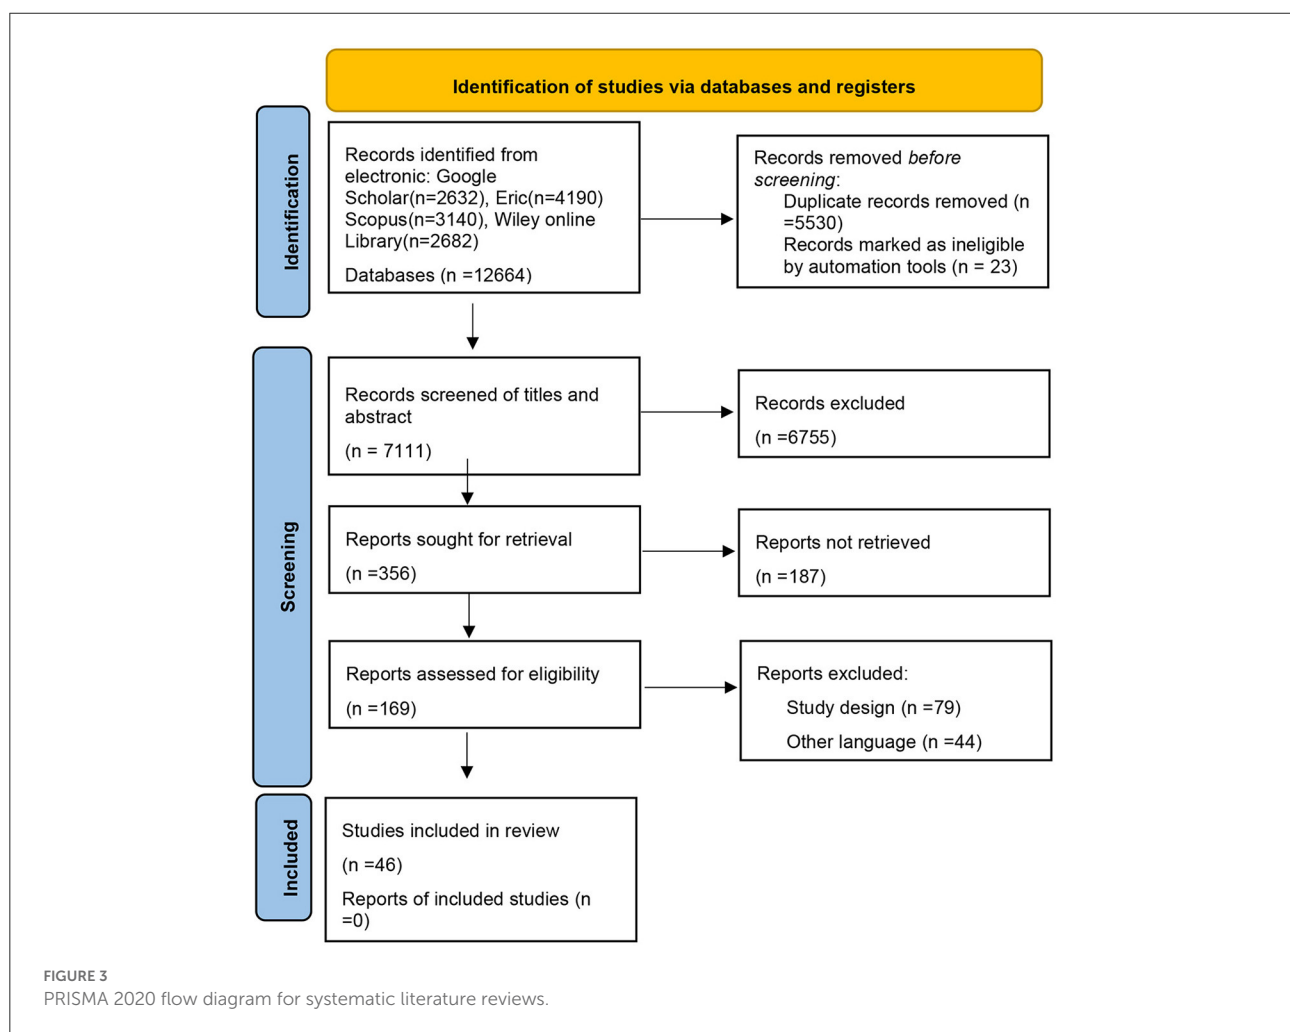 Identification of studies via databases and registers
Identification
Records identified from
electronic: Google
Scholar(n=2632), Eric(n=4190)
Scopus(n=3140), Wiley online
Library(n=2682)
Databases (n =12664)
Records removed before
screening:
Duplicate records removed (n
=5530)
Records marked as ineligible
by automation tools (n = 23)
Screening
Records screened of titles and
abstract
(n = 7111)
Records excluded
(n =6755)
Reports sought for retrieval
(n =356)
Reports not retrieved
(n =187)
Reports assessed for eligibility
(n =169)
Reports excluded:
Study design (n =79)
Other language (n =44)
Included
Studies included in review
(n =46)
Reports of included studies (n
=0)
FIGURE 3
PRISMA 2020 flow diagram for systematic literature reviews.